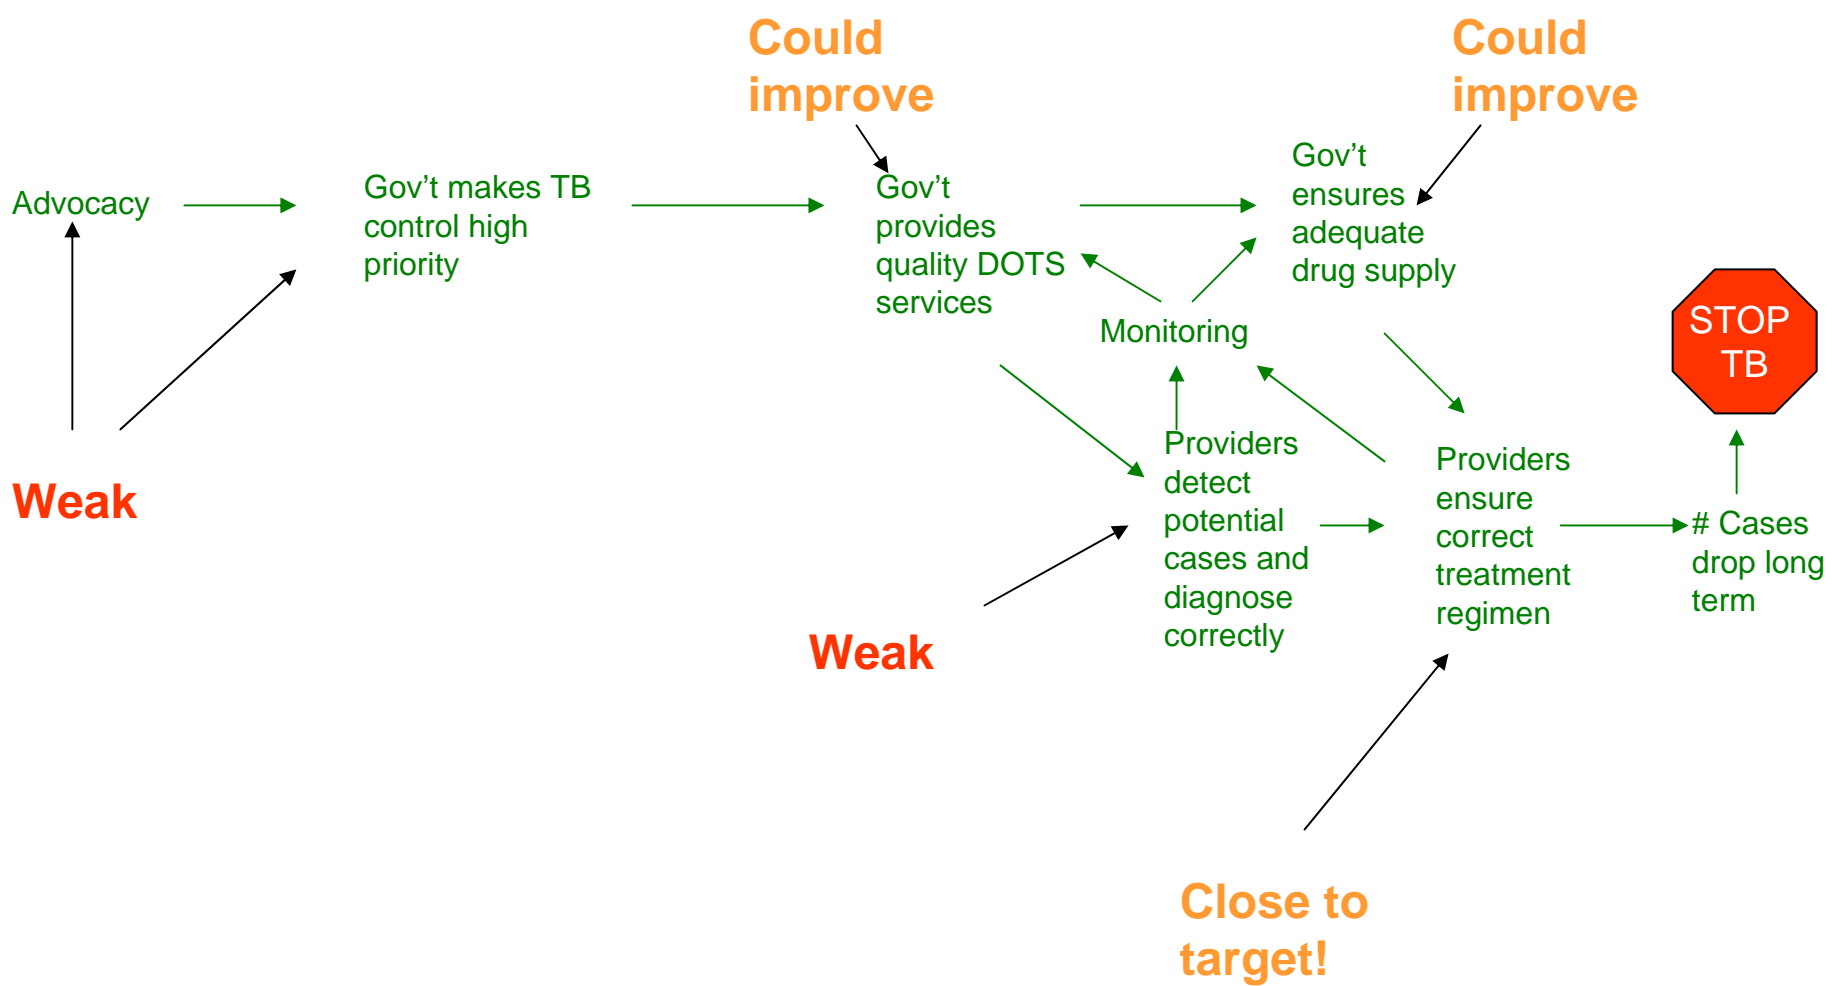 Could
improve
Could
improve
Advocacy
Gov’t makes TB
control high
priority
Gov’t
provides
quality DOTS
services
Gov’t
ensures
adequate
drug supply
Monitoring
STOP
TB
Weak
Providers
detect
potential
cases and
diagnose
correctly
Providers
ensure
correct
treatment
regimen
# Cases
drop long
term
Weak
Close to
target!